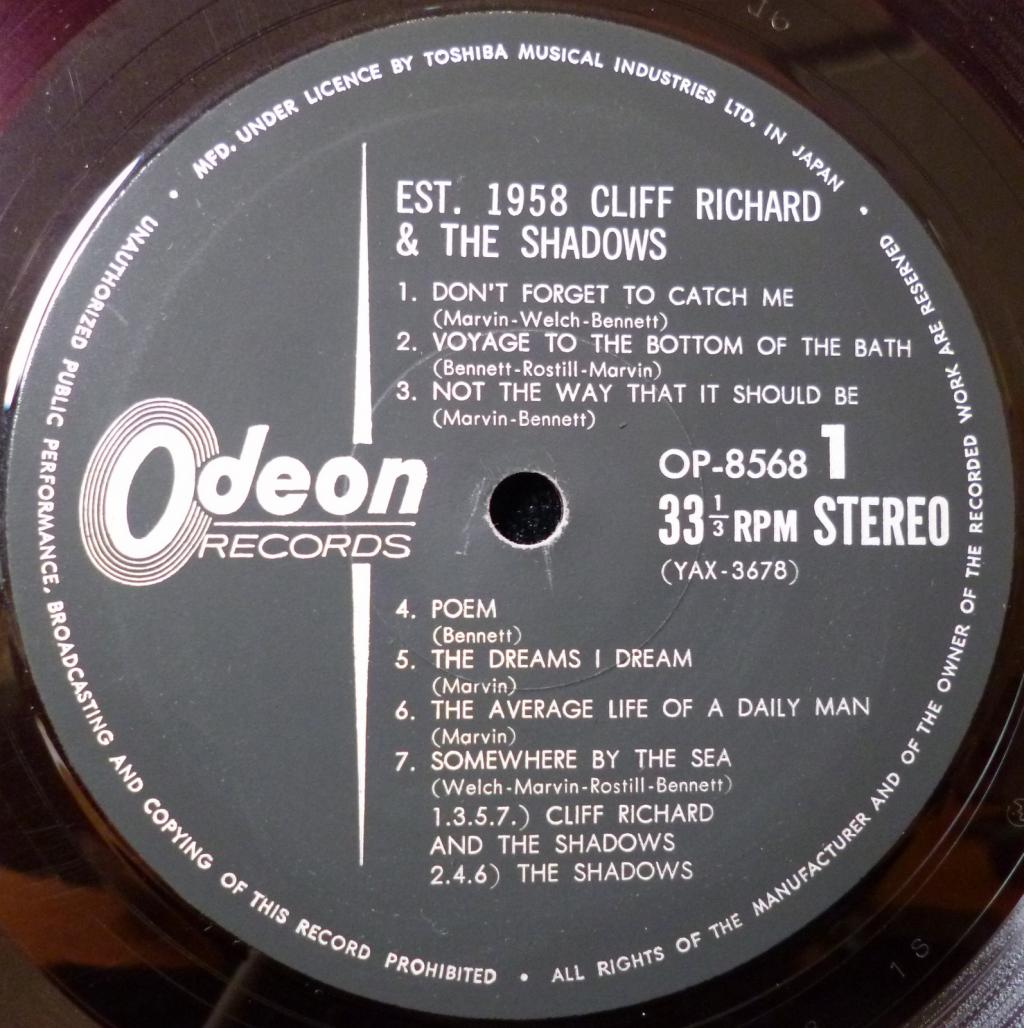 MFD. UNDER LICENCE BY TOSHIBA MUSICAL INDUSTRIES LTD. IN JAPAN
EST. 1958 CLIFF RICHARD
& THE SHADOWS
1. DON'T FORGET TO CATCH ME
(Marvin-Welch-Bennett)
2. VOYAGE TO THE BOTTOM OF THE BATH
(Bennett-Rostill-Marvin)
3. NOT THE WAY THAT IT SHOULD BE
(Marvin-Bennett)
Odeon
RECORDS
OP-8568 1
33 1/3 RPM STEREO
(YAX-3678)
4. POEM
(Bennett)
5. THE DREAMS I DREAM
(Marvin)
6. THE AVERAGE LIFE OF A DAILY MAN
(Marvin)
7. SOMEWHERE BY THE SEA
(Welch-Marvin-Rostill-Bennett)
1.3.5.7.) CLIFF RICHARD
AND THE SHADOWS
2.4.6) THE SHADOWS
• UNAUTHORIZED PUBLIC PERFORMANCE, BROADCASTING AND COPYING OF THIS RECORD PROHIBITED • ALL RIGHTS OF THE MANUFACTURER AND OF THE OWNER OF THE RECORDED WORK ARE RESERVED •
1 S